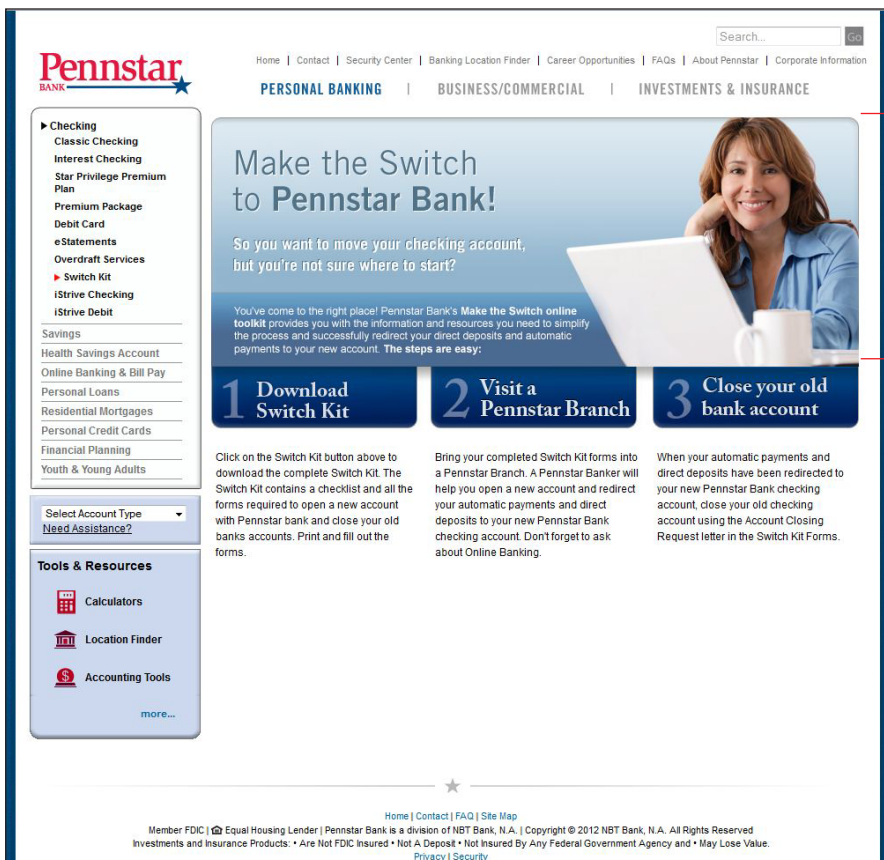 Search...
Go
Pennstar
BANK
Home | Contact | Security Center | Banking Location Finder | Career Opportunities | FAQs | About Pennstar | Corporate Information
PERSONAL BANKING | BUSINESS/COMMERCIAL | INVESTMENTS & INSURANCE
Checking
Classic Checking
Interest Checking
Star Privilege Premium
Plan
Premium Package
Debit Card
eStatements
Overdraft Services
Switch Kit
iStrive Checking
iStrive Debit
Savings
Health Savings Account
Online Banking & Bill Pay
Personal Loans
Residential Mortgages
Personal Credit Cards
Financial Planning
Youth & Young Adults
Select Account Type
Need Assistance?
Tools & Resources
Calculators
Location Finder
$
Accounting Tools
more...
Make the Switch
to Pennstar Bank!
So you want to move your checking account,
but you're not sure where to start?
You've come to the right place! Pennstar Bank's Make the Switch online
toolkit provides you with the information and resources you need to simplify
the process and successfully redirect your direct deposits and automatic
payments to your new account. The steps are easy:
1 Download
Switch Kit
Click on the Switch Kit button above to
download the complete Switch Kit. The
Switch Kit contains a checklist and all the
forms required to open a new account
with Pennstar bank and close your old
banks accounts. Print and fill out the
forms.
2 Visit a
Pennstar Branch
Bring your completed Switch Kit forms into
a Pennstar Branch. A Pennstar Banker will
help you open a new account and redirect
your automatic payments and direct
deposits to your new Pennstar Bank
checking account. Don't forget to ask
about Online Banking.
3 Close your old
bank account
When your automatic payments and
direct deposits have been redirected to
your new Pennstar Bank checking
account, close your old checking
account using the Account Closing
Request letter in the Switch Kit Forms.
Home | Contact | FAQ | Site Map
Member FDIC | Equal Housing Lender | Pennstar Bank is a division of NBT Bank, N.A. | Copyright © 2012 NBT Bank, N.A. All Rights Reserved
Investments and Insurance Products: • Are Not FDIC Insured • Not A Deposit • Not Insured By Any Federal Government Agency and • May Lose Value.
Privacy | Security